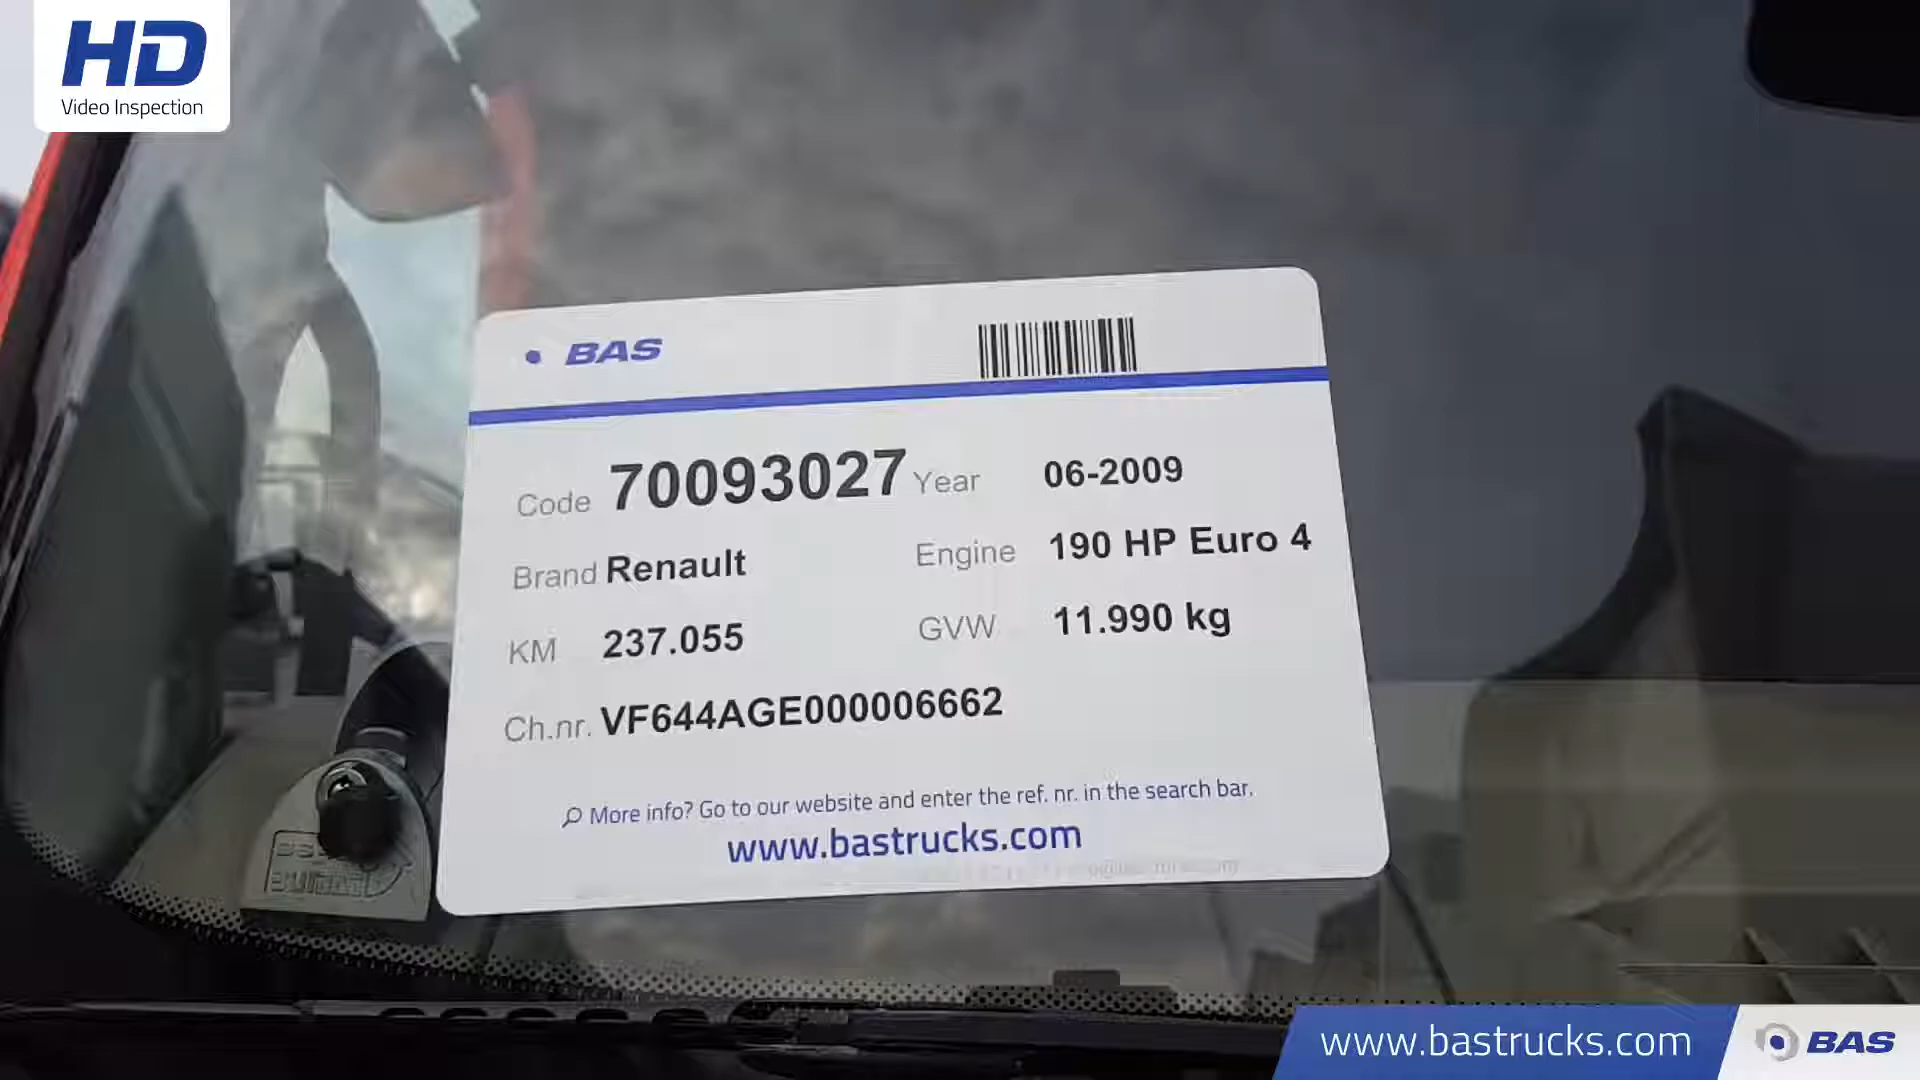 HD
Video Inspection
BAS
Code 70093027 Year 06-2009
Brand Renault Engine 190 HP Euro 4
KM 237.055 GVW 11.990 kg
Ch.nr. VF644AGE000006662
More info? Go to our website and enter the ref. nr. in the search bar.
www.bastrucks.com
www.bastrucks.com
BAS